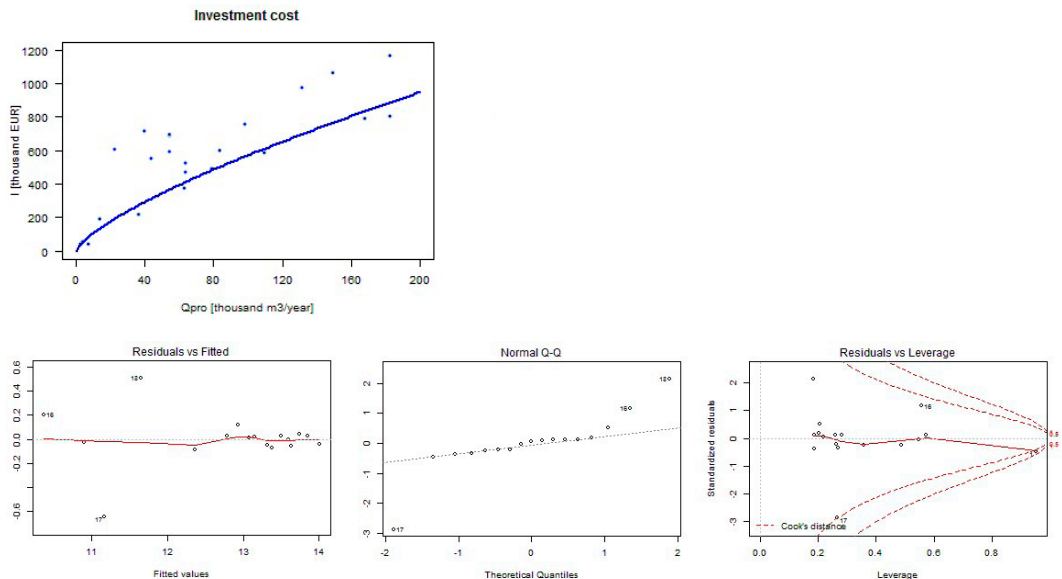 Investment cost
I [thousand EUR]
1200
1000
800
600
400
200
0
0 40 80 120 160 200
Qpro [thousand m3/year]
Residuals vs Fitted
0.6
0.4
0.2
0.0
-0.2
-0.6
18
16
17
11 12 13 14
Fitted values
Normal Q-Q
2
1
0
-1
-2
-3
18
16
17
-2 -1 0 1 2
Theoretical Quantiles
Residuals vs Leverage
Standardized residuals
2
1
0
-1
-2
-3
16
17
0.5
Cook's distance
0.0 0.2 0.4 0.6 0.8
Leverage